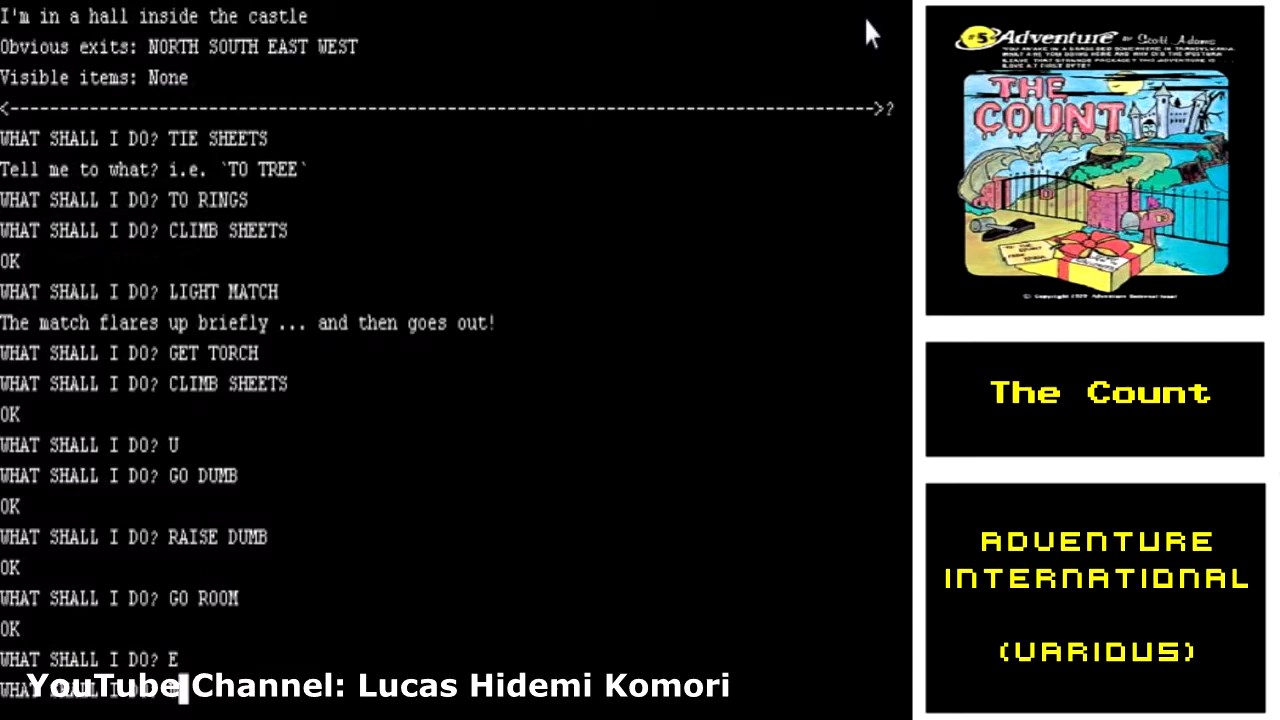 I'm in a hall inside the castle
Obvious exits: NORTH SOUTH EAST WEST
Visible items: None
<-------------------------------------------------------------------------------------->?
WHAT SHALL I DO? TIE SHEETS
Tell me to what? i.e. `TO TREE`
WHAT SHALL I DO? TO RINGS
WHAT SHALL I DO? CLIMB SHEETS
OK
WHAT SHALL I DO? LIGHT MATCH
The match flares up briefly ... and then goes out!
WHAT SHALL I DO? GET TORCH
WHAT SHALL I DO? CLIMB SHEETS
OK
WHAT SHALL I DO? U
WHAT SHALL I DO? GO DUMB
OK
WHAT SHALL I DO? RAISE DUMB
OK
WHAT SHALL I DO? GO ROOM
OK
WHAT SHALL I DO? E
YouTube Channel: Lucas Hidemi Komori
#5 Adventure BY Scott Adams
THE
COUNT
The Count
ADVENTURE
INTERNATIONAL
(VARIOUS)